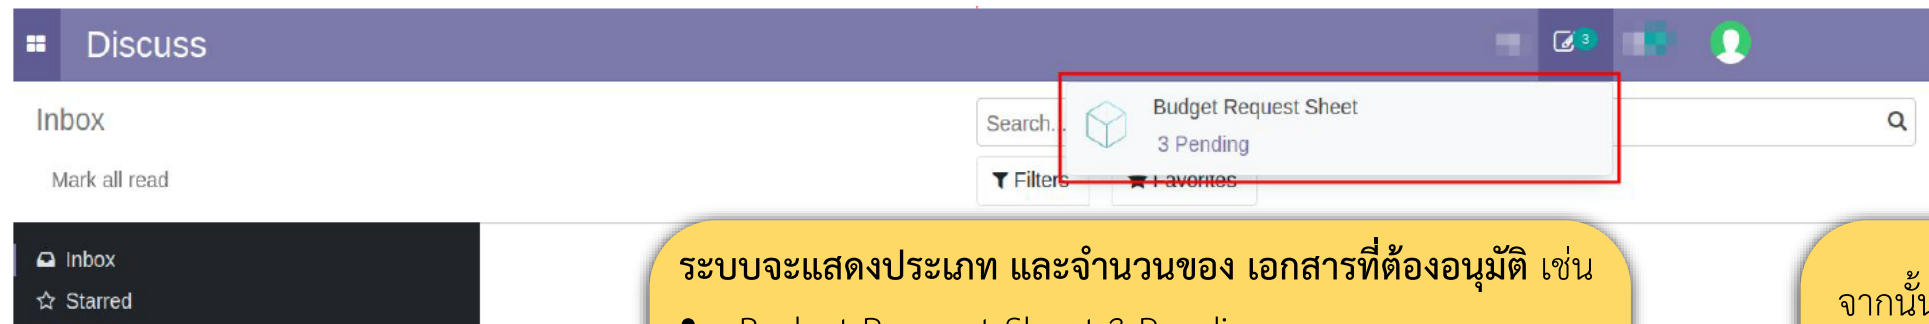 Discuss
3
Inbox
Search...
Budget Request Sheet
3 Pending
Mark all read
Filters
Favorites
Inbox
Starred
ระบบจะแสดงประเภท และจำนวนของ เอกสารที่ต้องอนุมัติ เช่น
จากนั้น